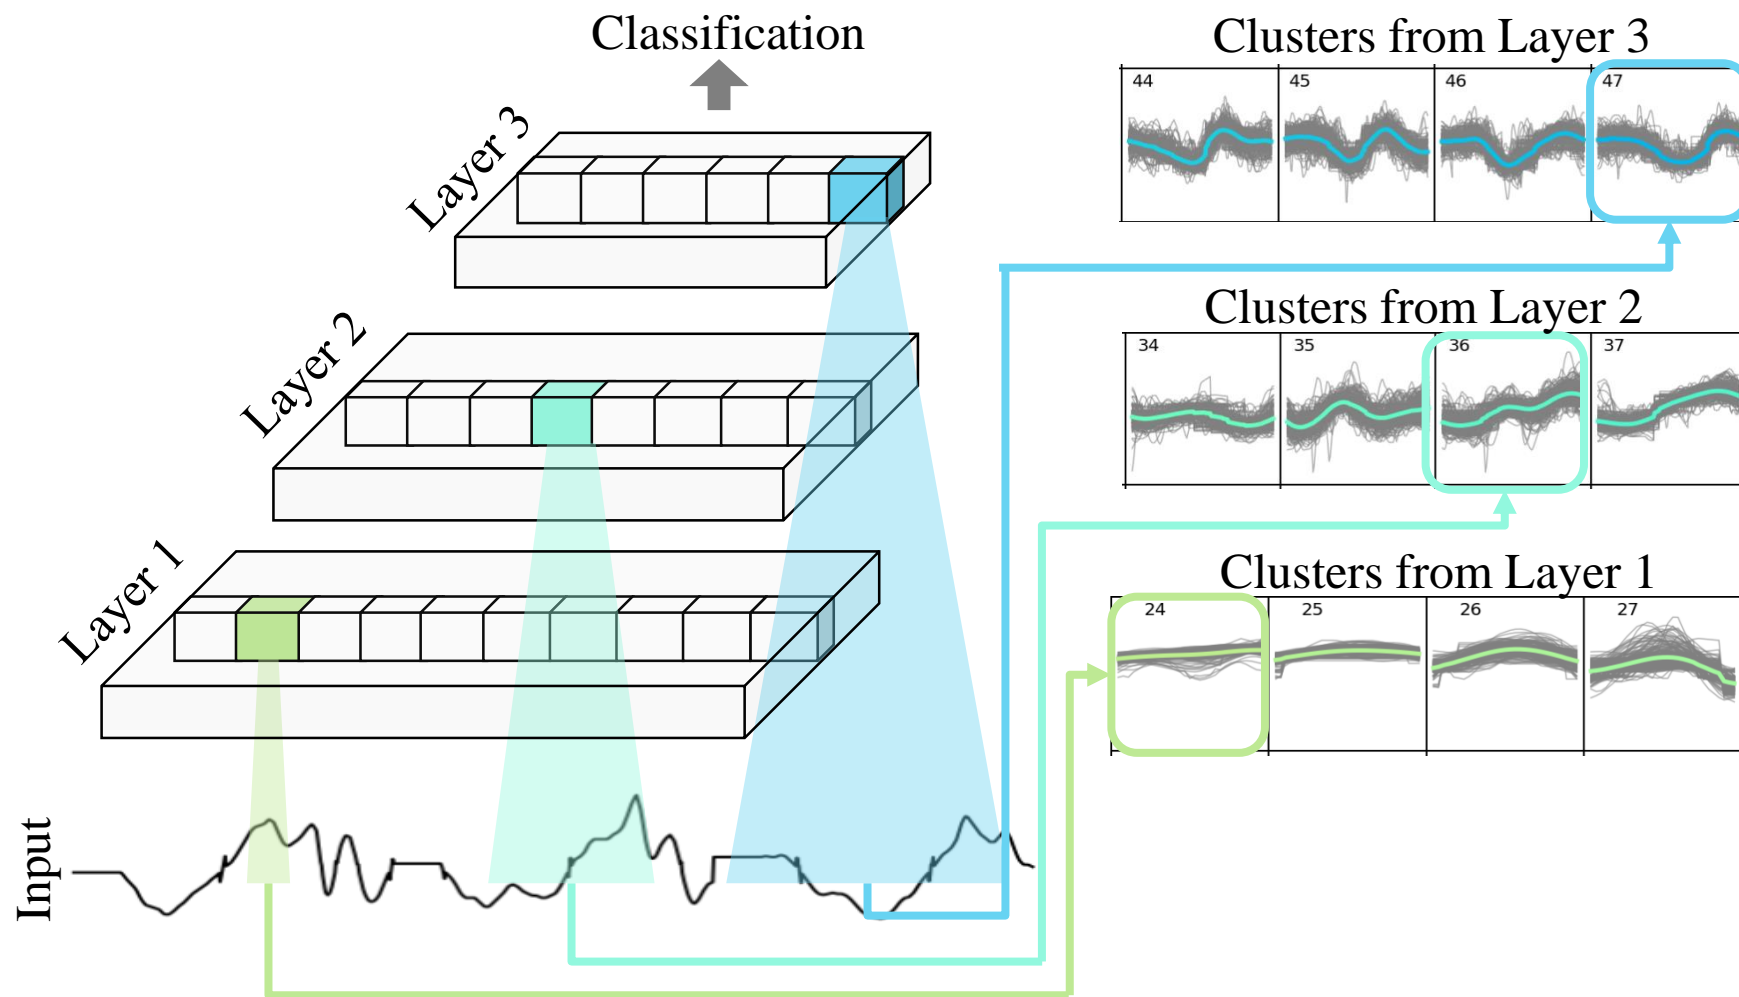 Classification
Layer 3
Layer 2
Layer 1
Input
Clusters from Layer 3
44 45 46 47
Clusters from Layer 2
34 35 36 37
Clusters from Layer 1
24 25 26 27